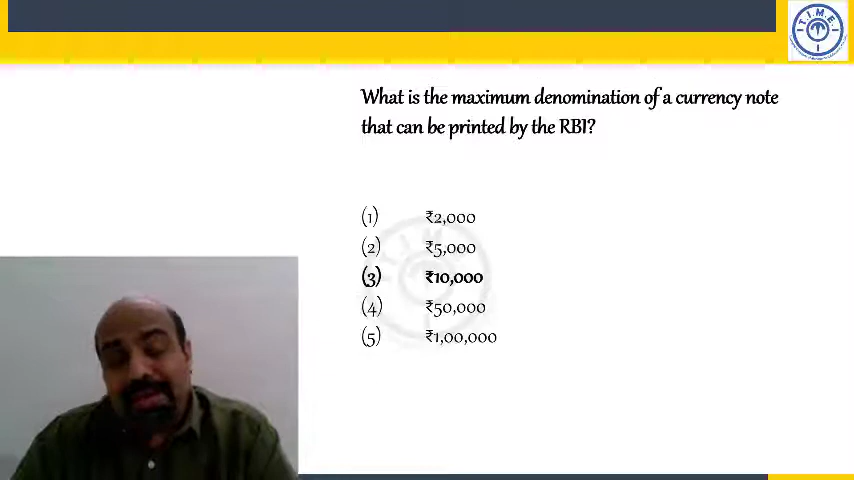 T.I.M.E.
What is the maximum denomination of a currency note
that can be printed by the RBI?
(1) ₹2,000
(2) ₹5,000
(3) ₹10,000
(4) ₹50,000
(5) ₹1,00,000